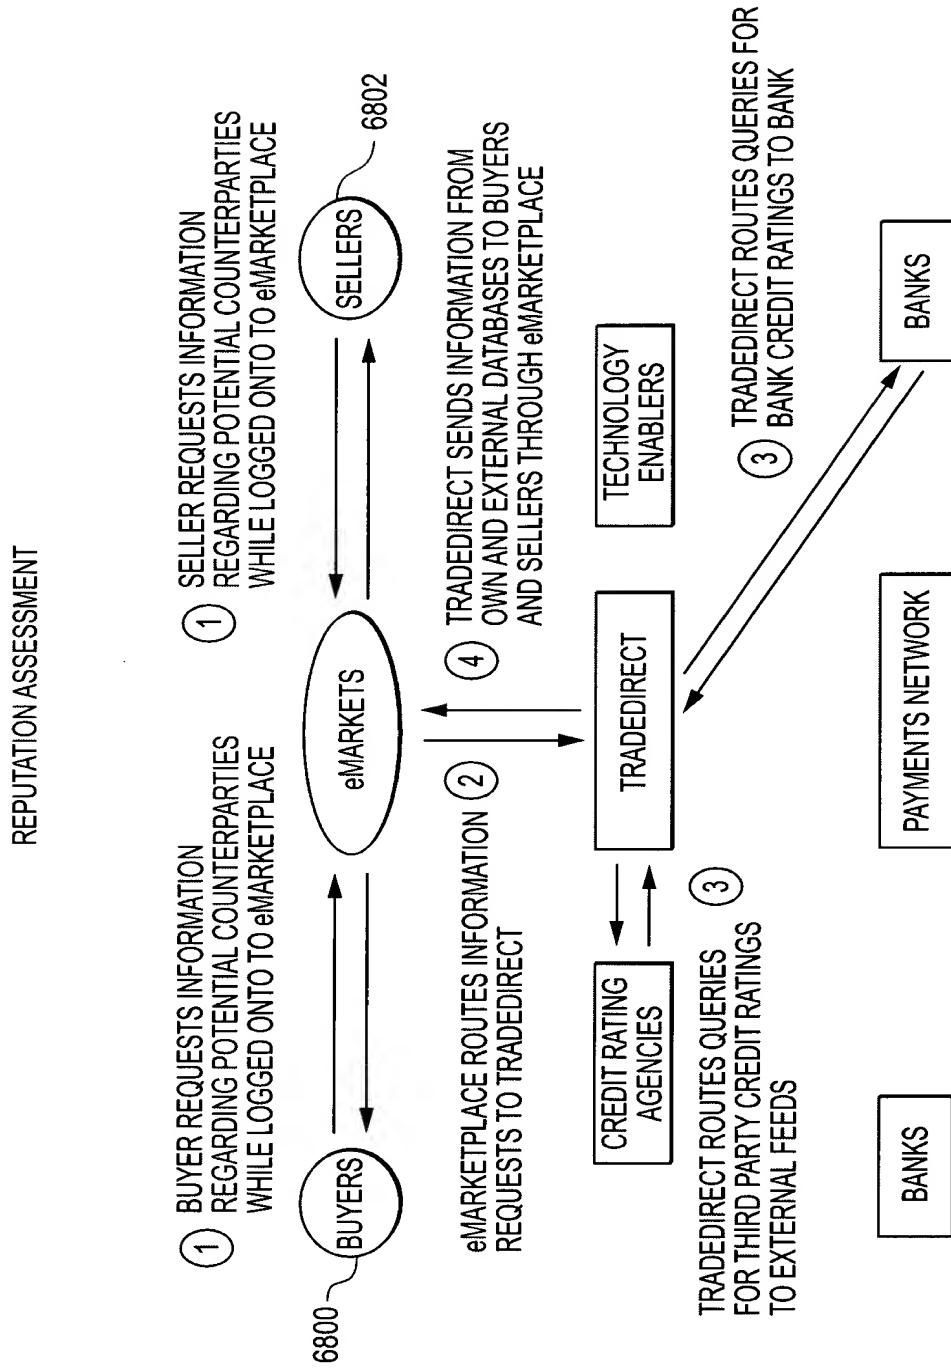 REPUTATION ASSESSMENT
1
BUYER REQUESTS INFORMATION
REGARDING POTENTIAL COUNTERPARTIES
WHILE LOGGED ONTO TO eMARKETPLACE
1
SELLER REQUESTS INFORMATION
REGARDING POTENTIAL COUNTERPARTIES
WHILE LOGGED ONTO TO eMARKETPLACE
6800
BUYERS
eMARKETS
SELLERS
6802
eMARKETPLACE ROUTES INFORMATION
REQUESTS TO TRADEDIRECT
2
4
TRADEDIRECT SENDS INFORMATION FROM
OWN AND EXTERNAL DATABASES TO BUYERS
AND SELLERS THROUGH eMARKETPLACE
CREDIT RATING
AGENCIES
TRADEDIRECT
TECHNOLOGY
ENABLERS
TRADEDIRECT ROUTES QUERIES
FOR THIRD PARTY CREDIT RATINGS
TO EXTERNAL FEEDS
3
3
TRADEDIRECT ROUTES QUERIES FOR
BANK CREDIT RATINGS TO BANK
BANKS
PAYMENTS NETWORK
BANKS